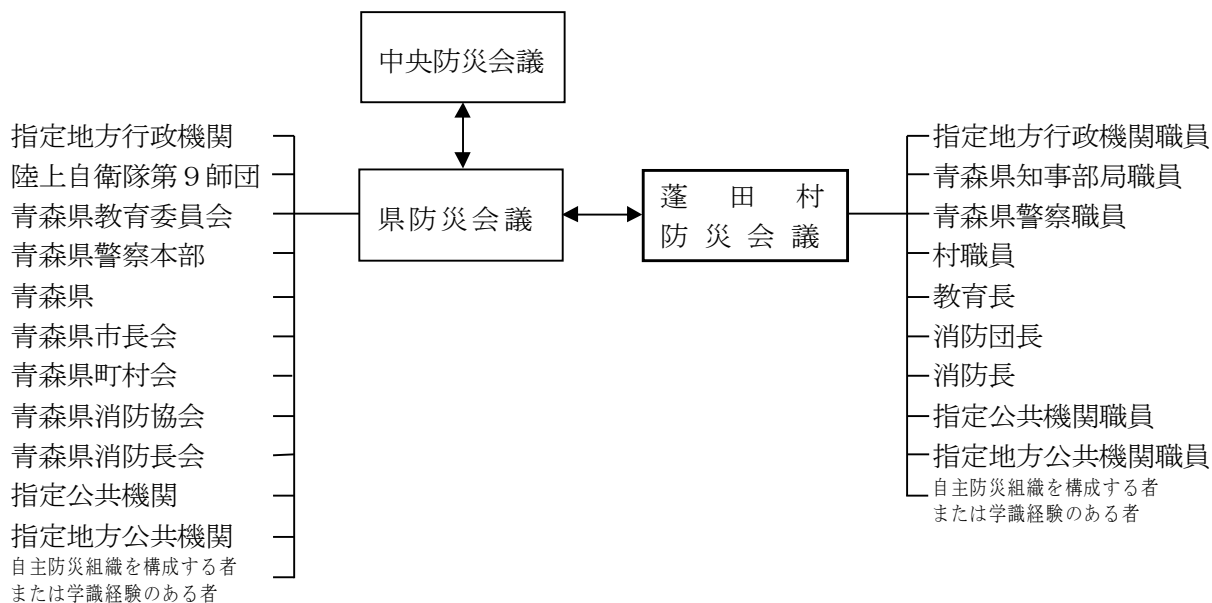 中央防災会議
指定地方行政機関
陸上自衛隊第９師団
青森県教育委員会
青森県警察本部
青森県
青森県市長会
青森県町村会
青森県消防協会
青森県消防長会
指定公共機関
指定地方公共機関
自主防災組織を構成する者
または学識経験のある者
県防災会議
蓬田村
防災会議
指定地方行政機関職員
青森県知事部局職員
青森県警察職員
村職員
教育長
消防団長
消防長
指定公共機関職員
指定地方公共機関職員
自主防災組織を構成する者
または学識経験のある者